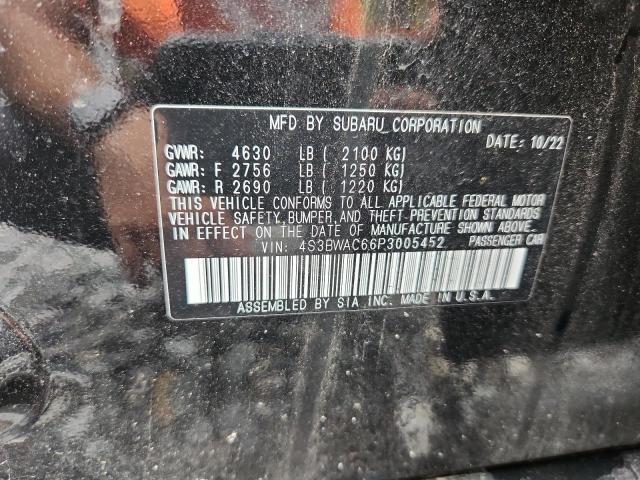 MFD BY SUBARU CORPORATION
DATE: 10/22
GVWR: 4630 LB ( 2100 KG)
GAWR: F 2756 LB ( 1250 KG)
GAWR: R 2690 LB ( 1220 KG)
THIS VEHICLE CONFORMS TO ALL APPLICABLE FEDERAL MOTOR
VEHICLE SAFETY, BUMPER, AND THEFT PREVENTION STANDARDS
IN EFFECT ON THE DATE OF MANUFACTURE SHOWN ABOVE.
VIN: 4S3BWAC66P3005452 PASSENGER CAR
ASSEMBLED BY SIA, INC. MADE IN U.S.A.